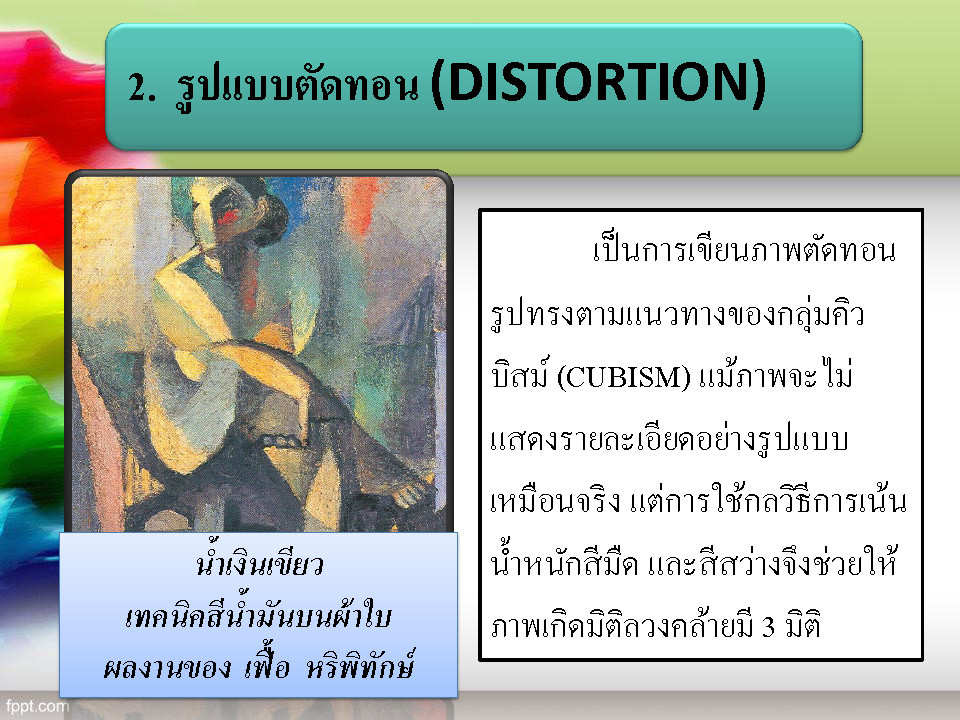 2. รูปแบบตัดทอน (DISTORTION)
เป็นการเขียนภาพตัดทอน
รูปทรงตามแนวทางของกลุ่มคิว
บิสม์ (CUBISM) แม้ภาพจะไม่
แสดงรายละเอียดอย่างรูปแบบ
เหมือนจริง แต่การใช้กลวิธีการเน้น
น้ำหนักสีมืด และสีสว่างจึงช่วยให้
ภาพเกิดมิติลวงคล้ายมี 3 มิติ
น้ำเงินเขียว
เทคนิคสีน้ำมันบนผ้าใบ
ผลงานของ เฟื้อ หริพิทักษ์
fppt.com